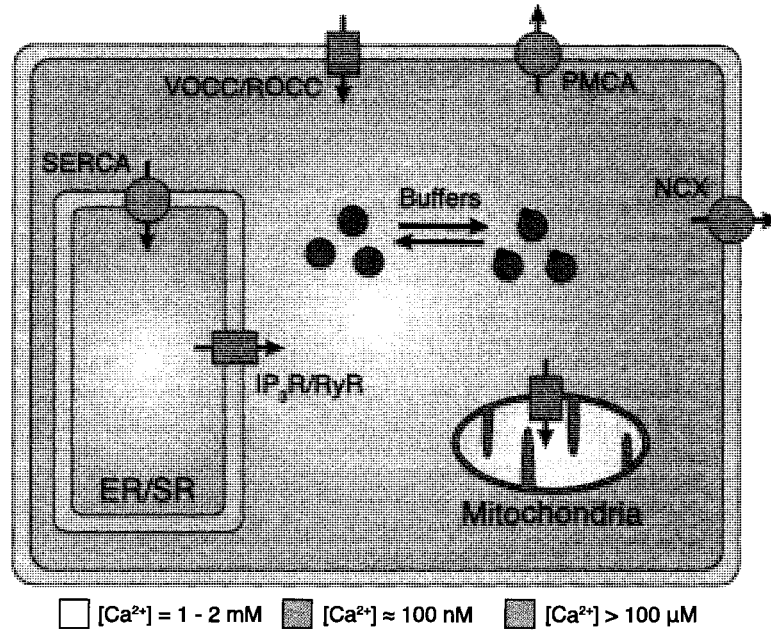 VOCC/ROCC
PMCA
SERCA
Buffers
NCX
IP₃R/RyR
ER/SR
Mitochondria
[Ca²⁺] = 1 - 2 mM [Ca²⁺] ≈ 100 nM [Ca²⁺] > 100 µM